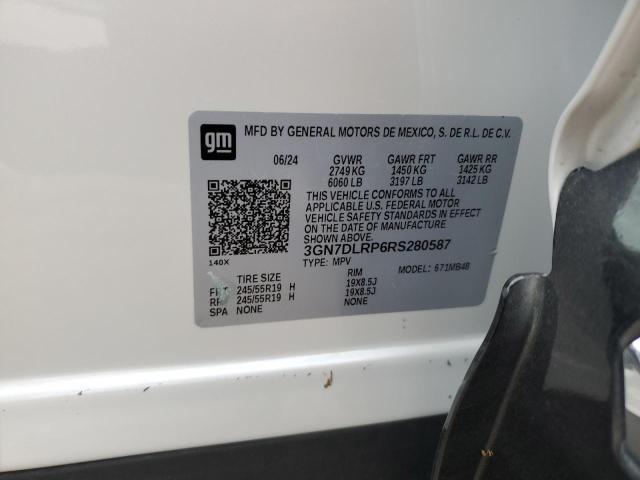 gm MFD BY GENERAL MOTORS DE MEXICO, S. DE R.L. DE C.V.
06/24 GVWR GAWR FRT GAWR RR
2749 KG 1450 KG 1425 KG
6060 LB 3197 LB 3142 LB
THIS VEHICLE CONFORMS TO ALL
APPLICABLE U.S. FEDERAL MOTOR
VEHICLE SAFETY STANDARDS IN EFFECT
ON THE DATE OF MANUFACTURE SHOWN ABOVE.
3GN7DLRP6RS280587
140X TYPE: MPV MODEL: 671MB48
TIRE SIZE RIM
FRT 245/55R19 H 19X8.5J
RR 245/55R19 H 19X8.5J
SPA NONE NONE